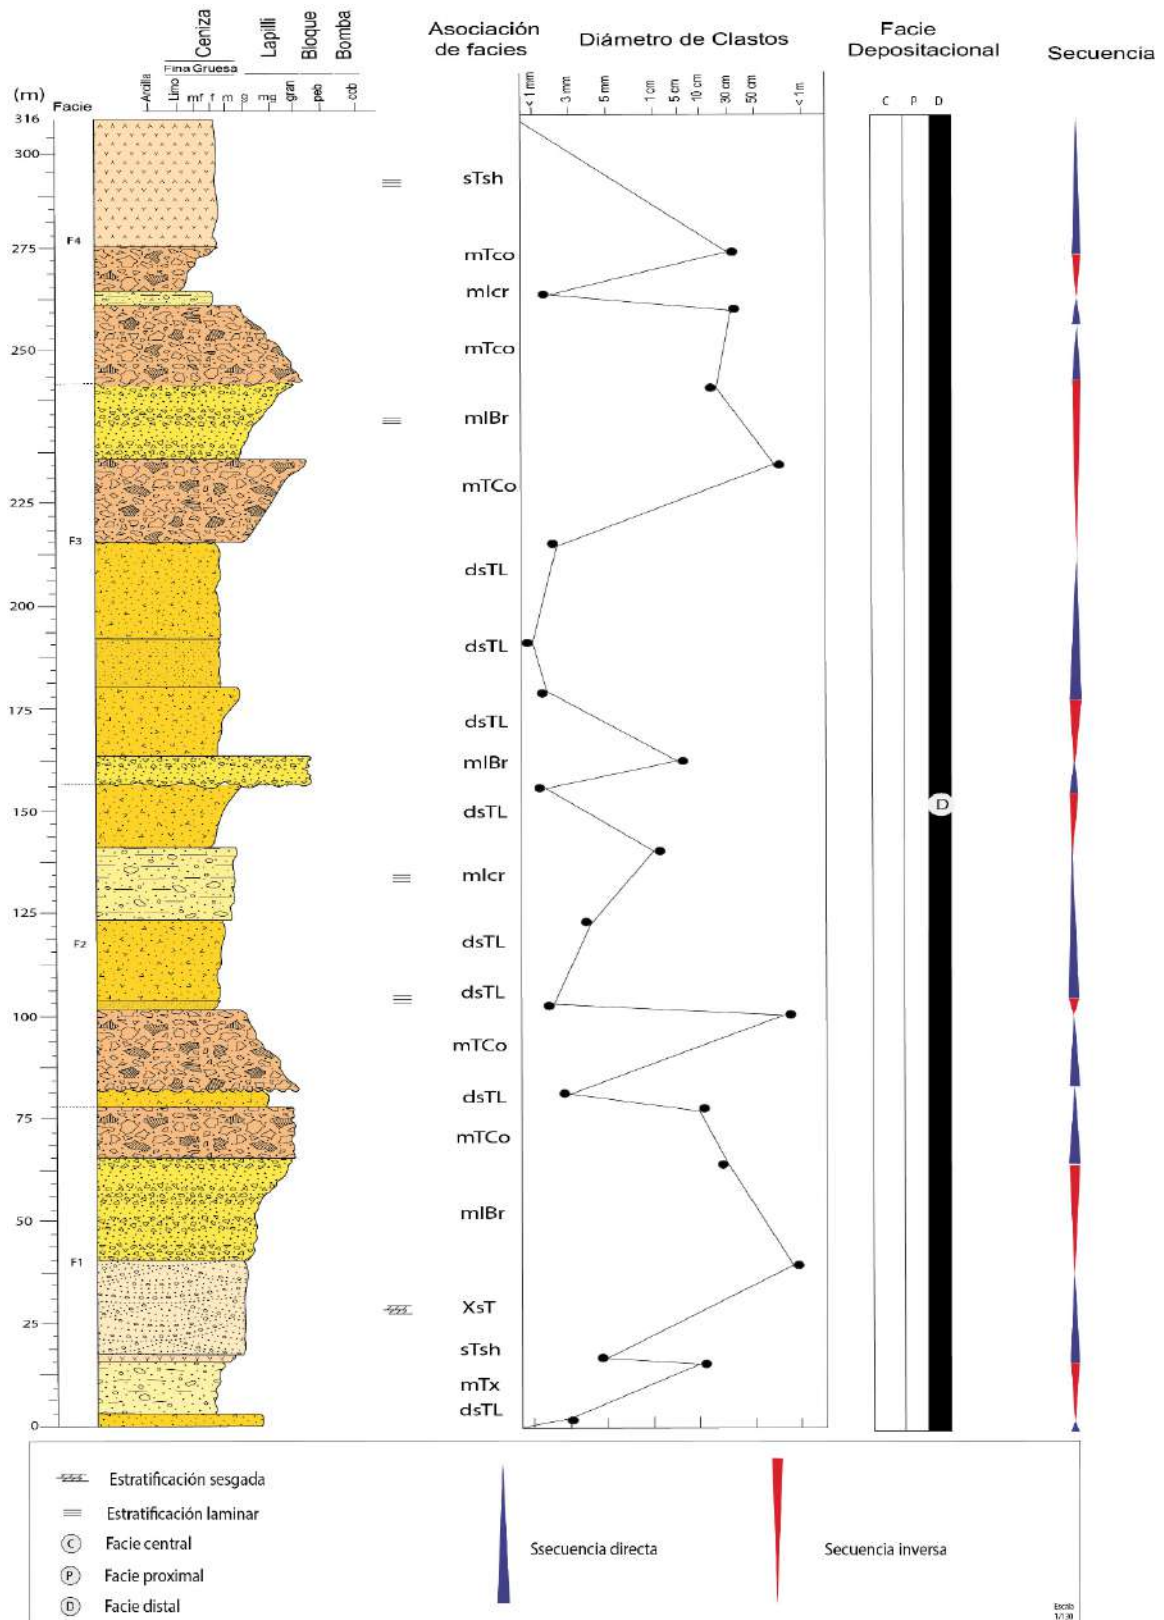 Ceniza
Lapilli
Bloque
Bomba
Fina Gruesa
Arcilla
Limo
mf
f
m
g
mg
gran
peb
cob
(m)
Facie
Asociación
de facies
Diámetro de Clastos
< 1 mm
3 mm
5 mm
1 cm
5 cm
10 cm
30 cm
50 cm
< 1m
Facie
Depositacional
C P D
Secuencia
316
300
sTsh
F4
275
mTco
mlcr
250
mTco
mlBr
225
mTCo
F3
dsTL
200
dsTL
175
dsTL
mlBr
D
150
dsTL
mlcr
125
F2
dsTL
dsTL
100
mTCo
dsTL
75
mTCo
50
mlBr
F1
XsT
25
sTsh
mTx
dsTL
0
Estratificación sesgada
Estratificación laminar
C Facie central
P Facie proximal
D Facie distal
Ssecuencia directa
Secuencia inversa
Escala
1/130